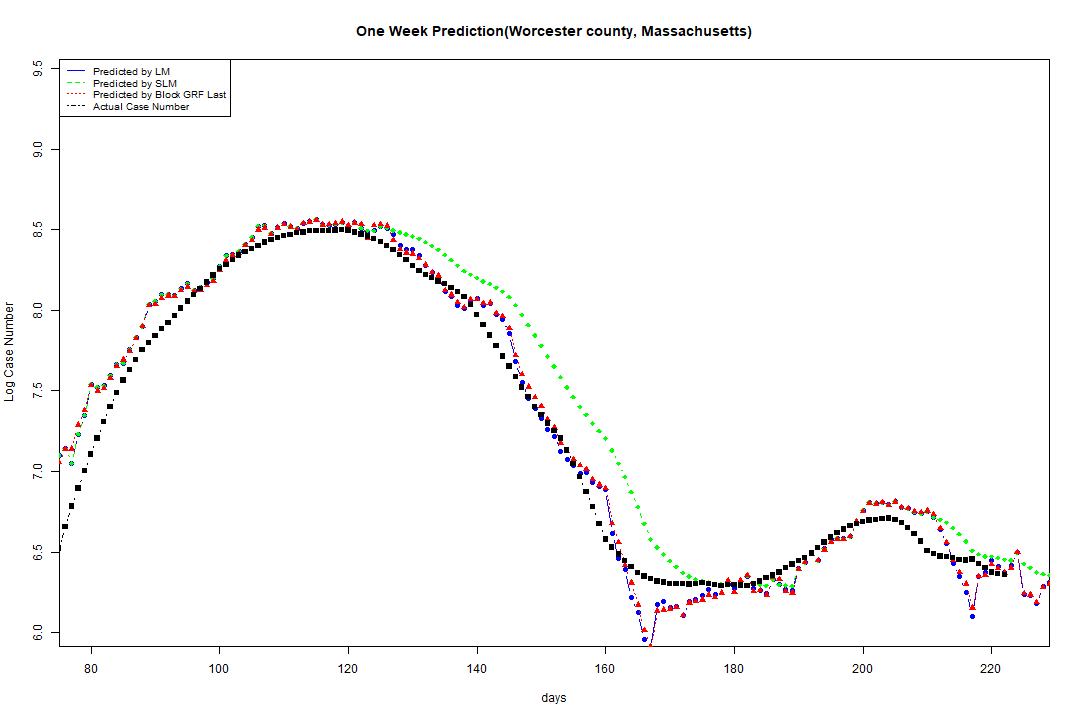 One Week Prediction(Worcester county, Massachusetts)
Predicted by LM
Predicted by SLM
Predicted by Block GRF Last
Actual Case Number
9.5
9.0
8.5
8.0
7.5
7.0
6.5
6.0
Log Case Number
80 100 120 140 160 180 200 220
days